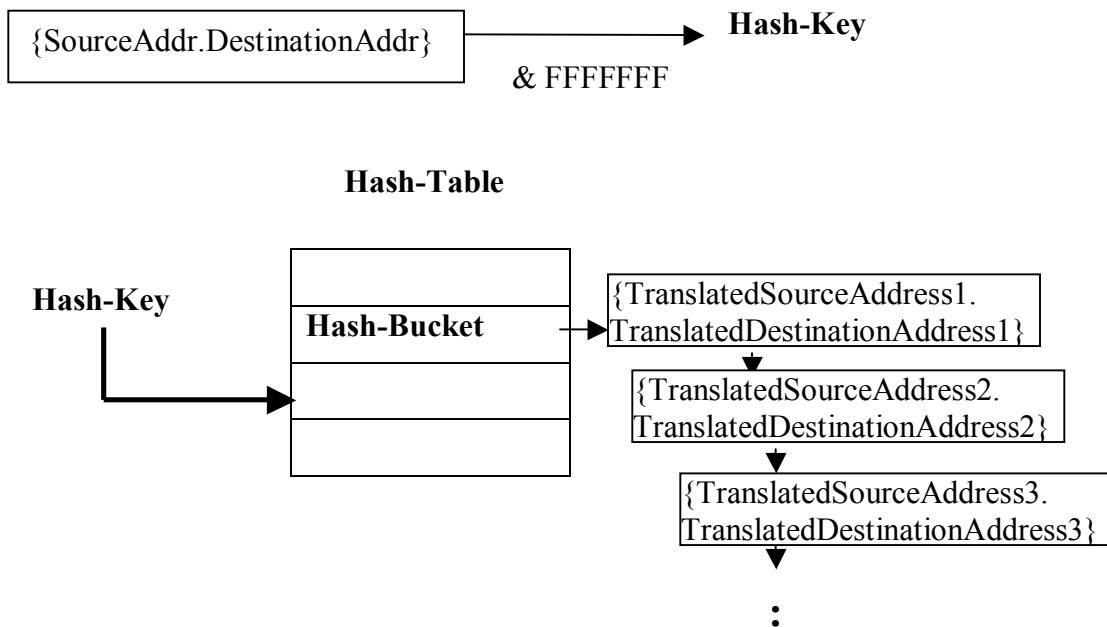 {SourceAddr.DestinationAddr}
Hash-Key
& FFFFFFF
Hash-Table
Hash-Key
Hash-Bucket
{TranslatedSourceAddress1.
TranslatedDestinationAddress1}
{TranslatedSourceAddress2.
TranslatedDestinationAddress2}
{TranslatedSourceAddress3.
TranslatedDestinationAddress3}
: